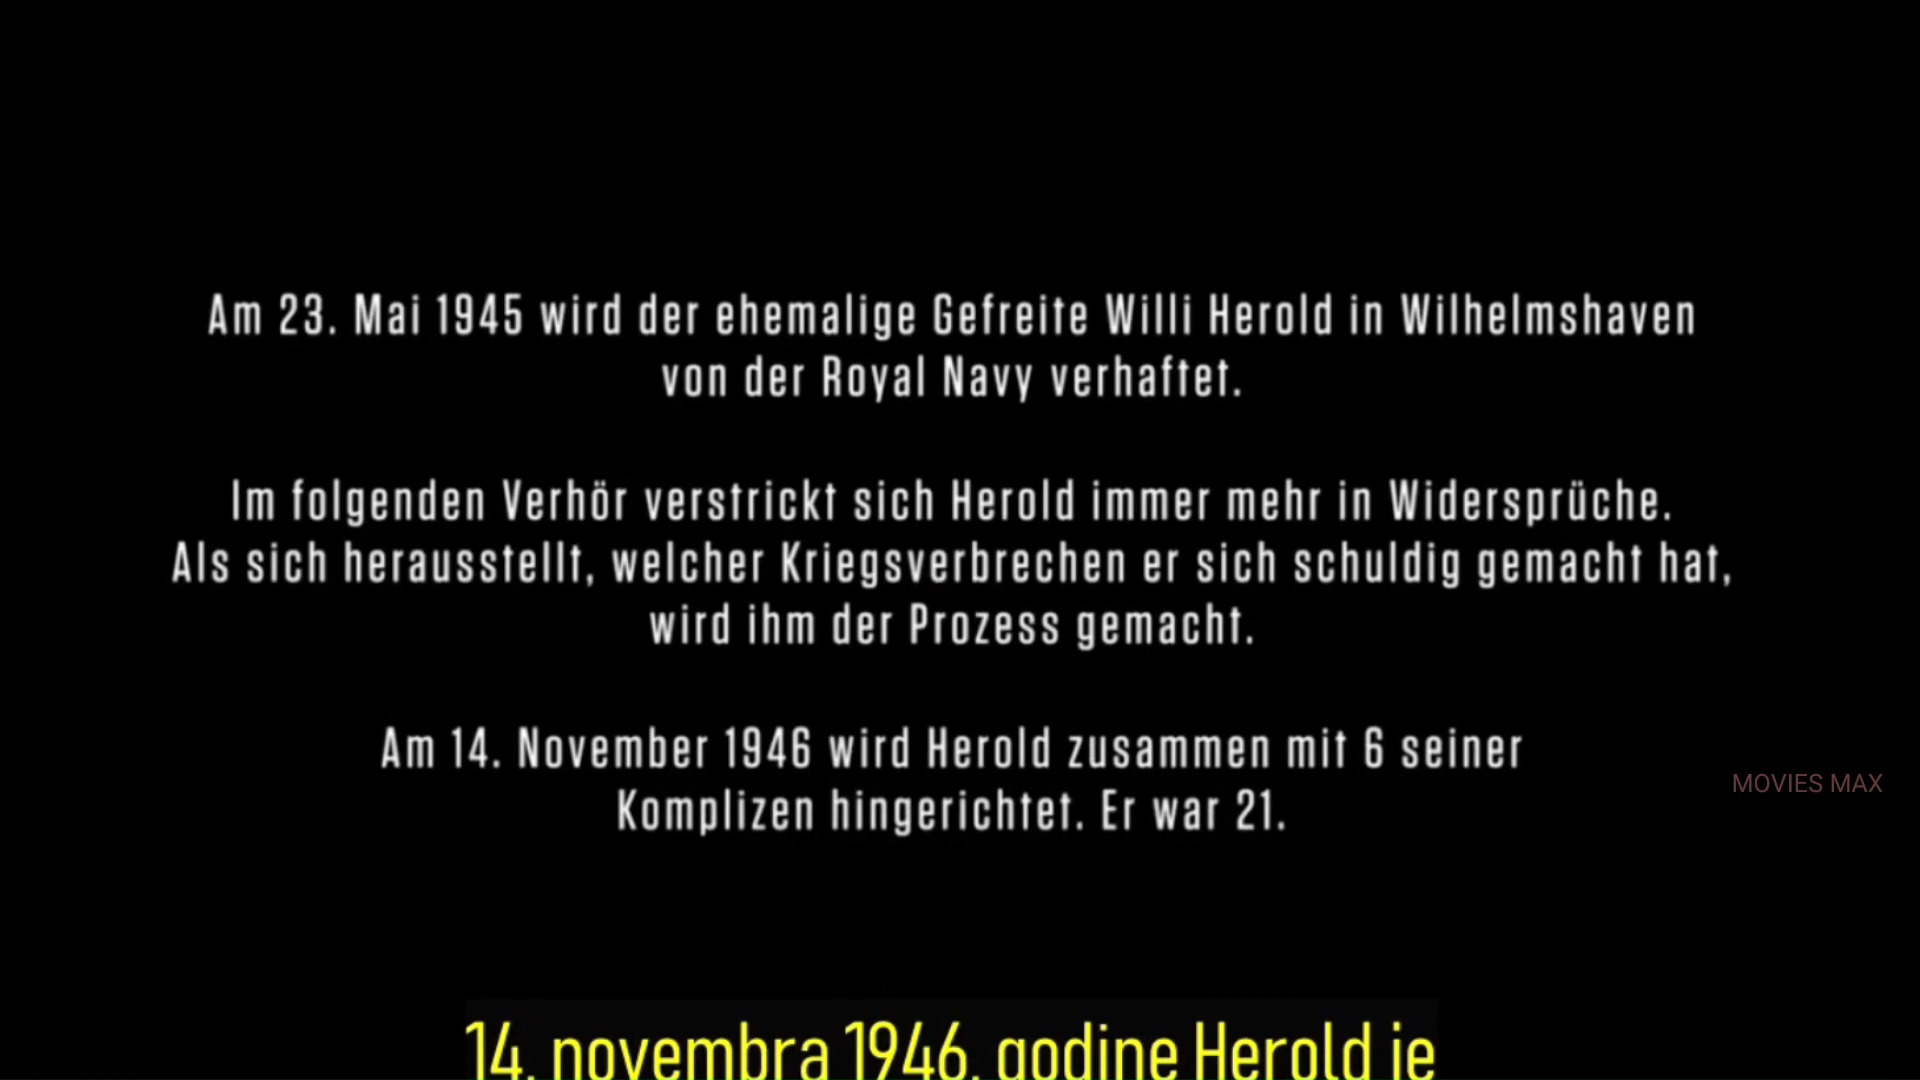 Am 23. Mai 1945 wird der ehemalige Gefreite Willi Herold in Wilhelmshaven
von der Royal Navy verhaftet.
Im folgenden Verhör verstrickt sich Herold immer mehr in Widersprüche.
Als sich herausstellt, welcher Kriegsverbrechen er sich schuldig gemacht hat,
wird ihm der Prozess gemacht.
Am 14. November 1946 wird Herold zusammen mit 6 seiner
Komplizen hingerichtet. Er war 21.
MOVIES MAX
14. novembra 1946. godine Herold je